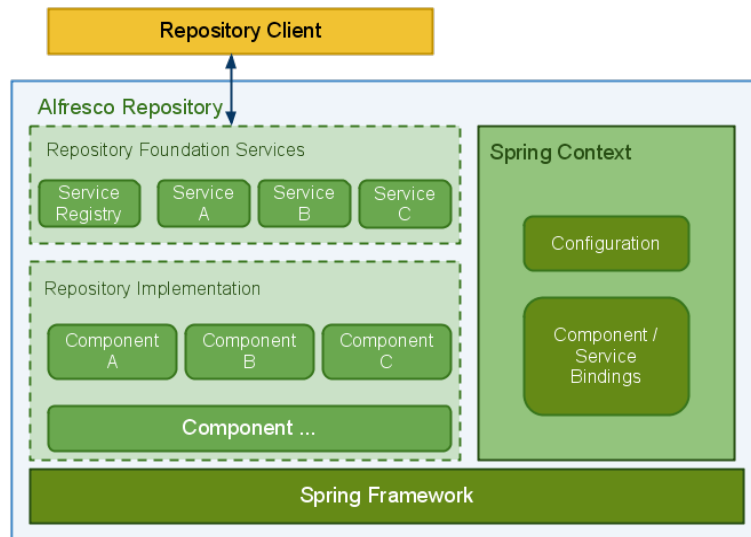 Repository Client
Alfresco Repository
Repository Foundation Services
Service
Registry
Service
A
Service
B
Service
C
Repository Implementation
Component
A
Component
B
Component
C
Component ...
Spring Context
Configuration
Component /
Service
Bindings
Spring Framework